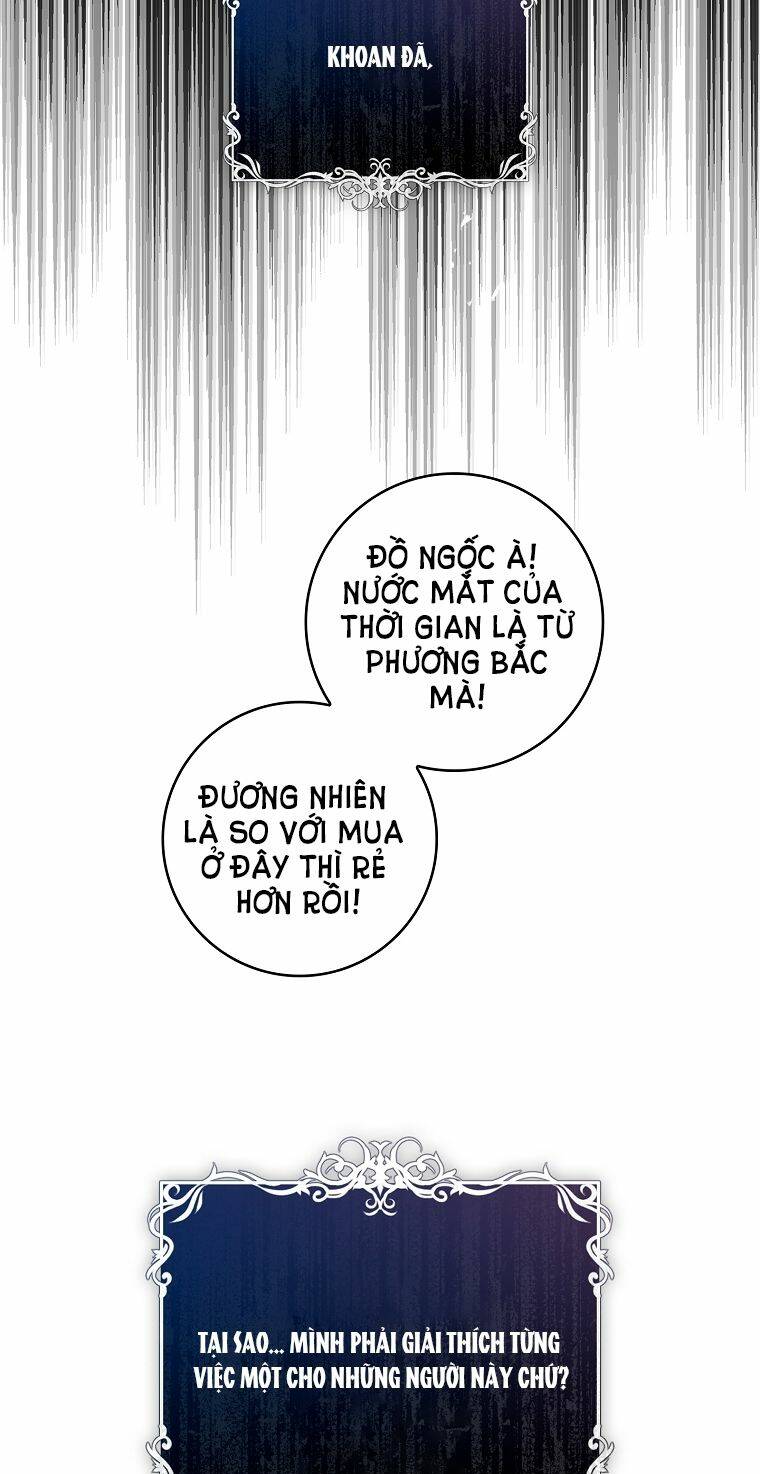 KHOAN ĐÃ,
ĐỒ NGỐC À!
NƯỚC MẮT CỦA
THỜI GIAN LÀ TỪ
PHƯƠNG BẮC
MÀ!
ĐƯƠNG NHIÊN
LÀ SO VỚI MUA
Ở ĐÂY THÌ RẺ
HƠN RỒI!
TẠI SAO... MÌNH PHẢI GIẢI THÍCH TỪNG
VIỆC MỘT CHO NHỮNG NGƯỜI NÀY CHỨ?